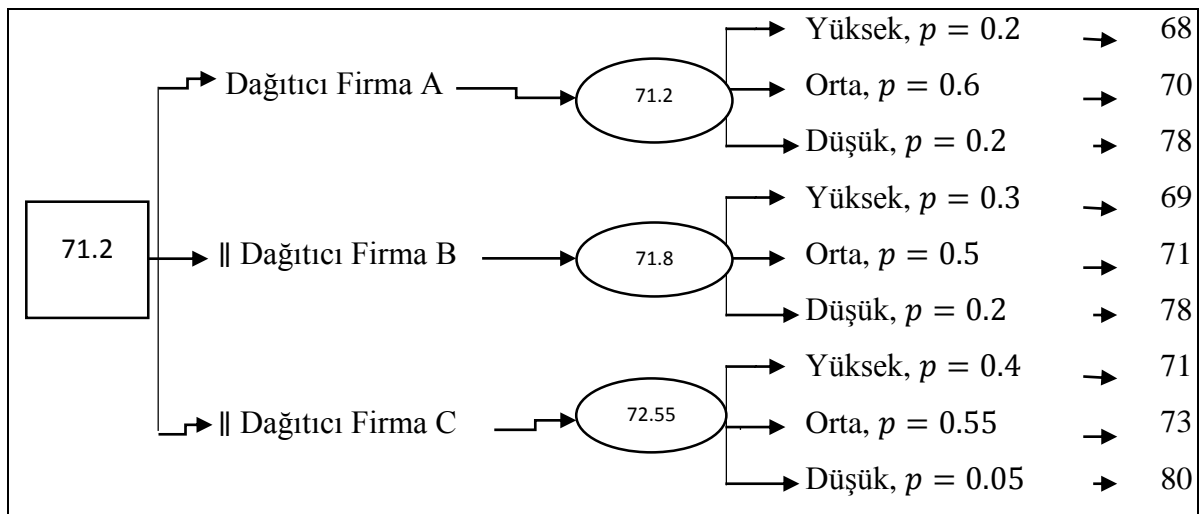 Yüksek, p = 0.2 68
Dağıtıcı Firma A 71.2 Orta, p = 0.6 70
Düşük, p = 0.2 78
Yüksek, p = 0.3 69
71.2 || Dağıtıcı Firma B 71.8 Orta, p = 0.5 71
Düşük, p = 0.2 78
Yüksek, p = 0.4 71
|| Dağıtıcı Firma C 72.55 Orta, p = 0.55 73
Düşük, p = 0.05 80